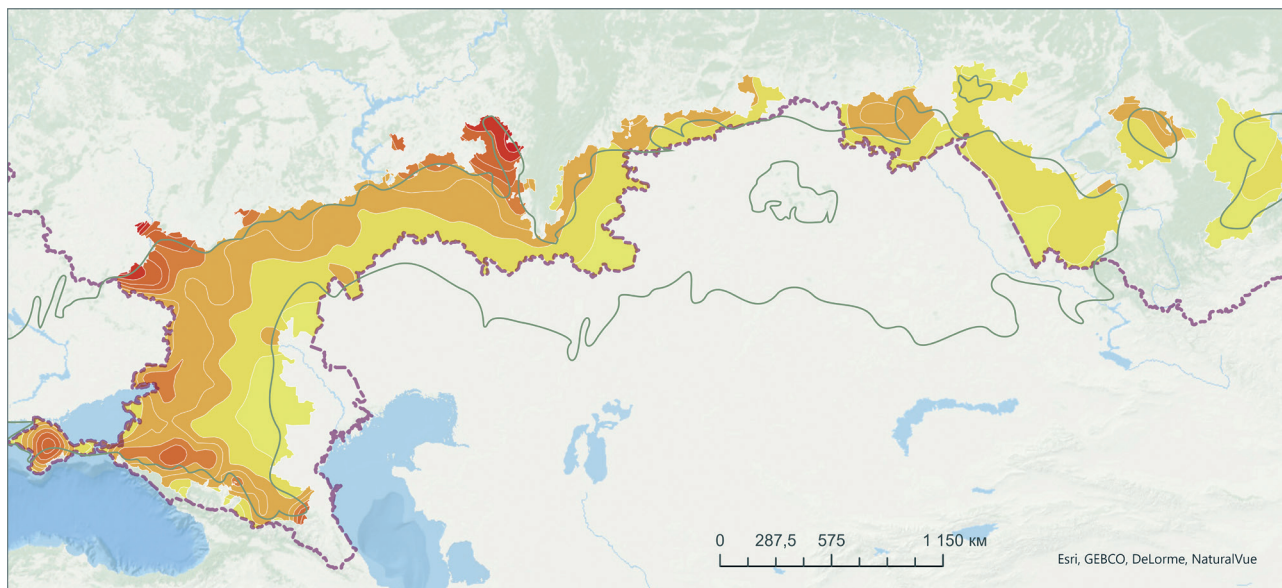 0 287,5 575 1 150 км
Esri, GEBCO, DeLorme, NaturalVue